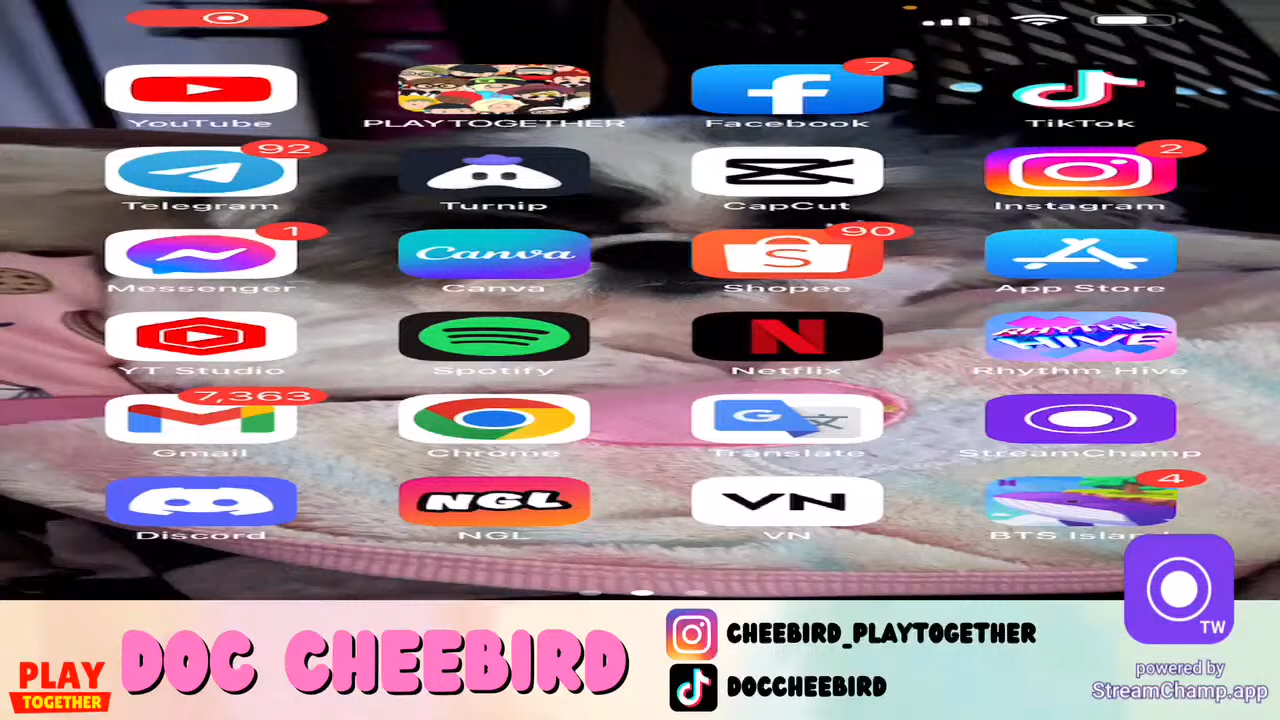 YouTube PLAY TOGETHER 7 Facebook TikTok
92 Telegram Turnip CapCut 2 Instagram
1 Messenger Canva Canva S 90 Shopee App Store
YT Studio Spotify N Netflix RHYTHM HIVE Rhythm Hive
7,363 Gmail Chrome G Translate StreamChamp
Discord NGL NGL VN VN 4 BTS Island
TW
PLAY TOGETHER
DOC CHEEBIRD
CHEEBIRD_PLAYTOGETHER
DOCCHEEBIRD
powered by
StreamChamp.app